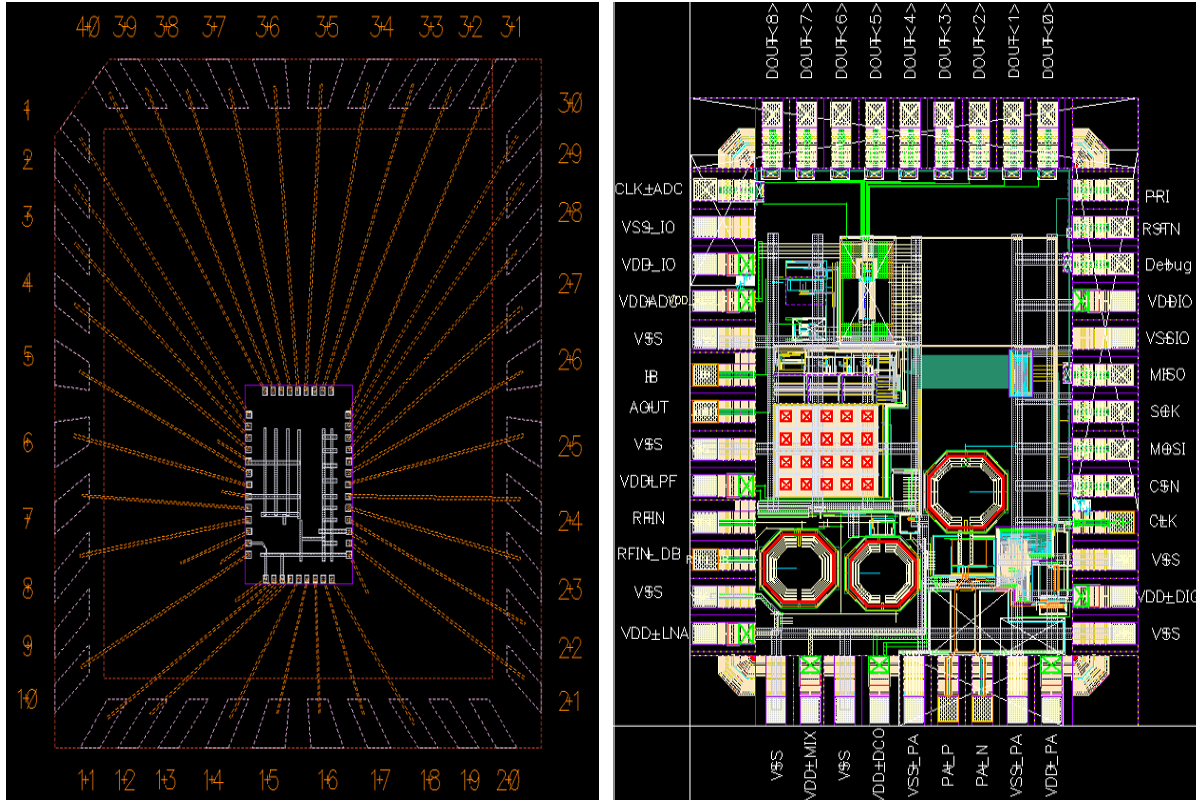 40 39 38 37 36 35 34 33 32 31
1
2
3
4
5
6
7
8
9
10
30
29
28
27
26
25
24
23
22
21
11 12 13 14 15 16 17 18 19 20
DOUT<8> DOUT<7> DOUT<6> DOUT<5> DOUT<4> DOUT<3> DOUT<2> DOUT<1> DOUT<0>
CLK_ADC
VSS_IO
VDD_IO
VDDADC
VSS
IB
AOUT
VSS
VDD_LPF
RFIN
RFIN_DB
VSS
VDD_LNA
PRI
RSTN
Debug
VDDIO
VSSIO
MISO
SCK
MOSI
CSN
CLK
VSS
VDD_DIG
VSS
VSS VDD_MIX VSS VDD_DCO VSS_PA PA_P PA_N VSS_PA VDD_PA